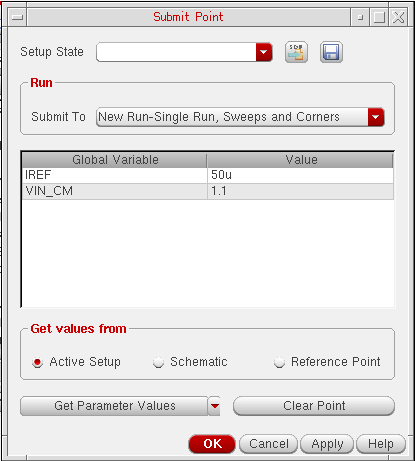 Submit Point
Setup State
Run
Submit To New Run-Single Run, Sweeps and Corners
Global Variable Value
IREF 50u
VIN_CM 1.1
Get values from
Active Setup Schematic Reference Point
Get Parameter Values Clear Point
OK Cancel Apply Help